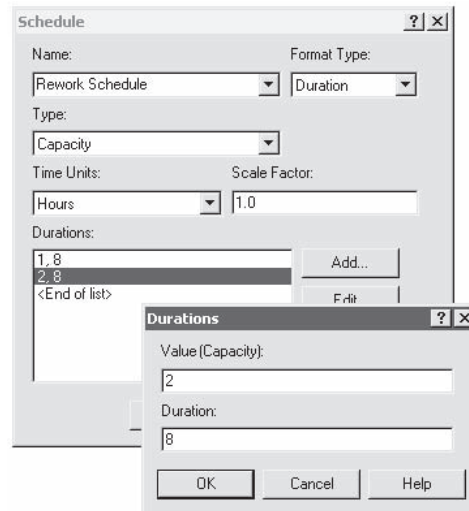 Schedule
Name:
Format Type:
Rework Schedule
Duration
Type:
Capacity
Time Units:
Scale Factor:
Hours
1.0
Durations:
1, 8
2, 8
<End of list>
Add...
Edit
Durations
Value (Capacity):
2
Duration:
8
OK
Cancel
Help